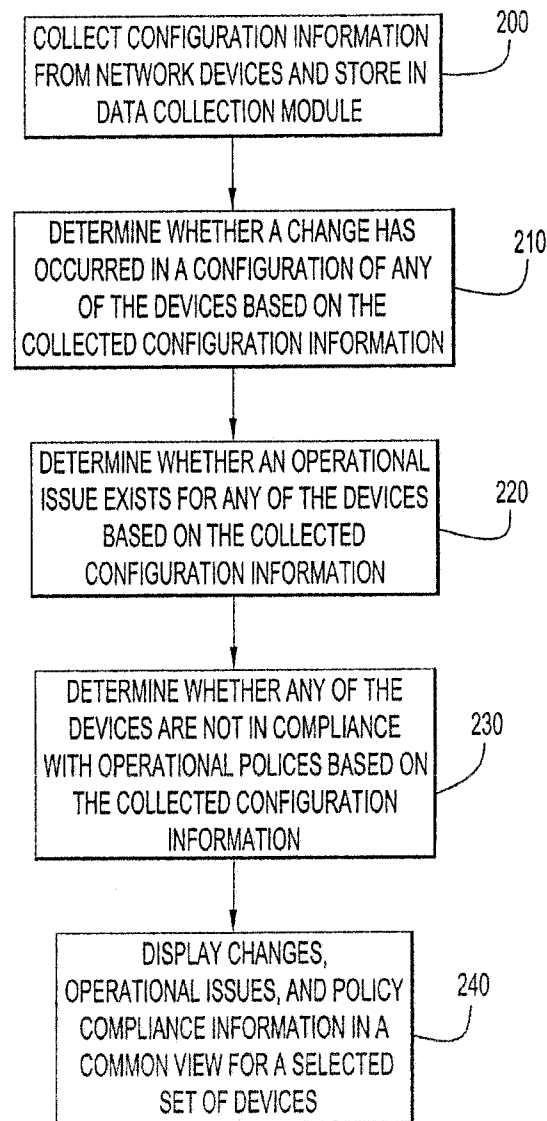 COLLECT CONFIGURATION INFORMATION
FROM NETWORK DEVICES AND STORE IN
DATA COLLECTION MODULE
200
DETERMINE WHETHER A CHANGE HAS
OCCURRED IN A CONFIGURATION OF ANY
OF THE DEVICES BASED ON THE
COLLECTED CONFIGURATION INFORMATION
210
DETERMINE WHETHER AN OPERATIONAL
ISSUE EXISTS FOR ANY OF THE DEVICES
BASED ON THE COLLECTED
CONFIGURATION INFORMATION
220
DETERMINE WHETHER ANY OF THE
DEVICES ARE NOT IN COMPLIANCE
WITH OPERATIONAL POLICES BASED ON
THE COLLECTED CONFIGURATION
INFORMATION
230
DISPLAY CHANGES,
OPERATIONAL ISSUES, AND POLICY
COMPLIANCE INFORMATION IN A
COMMON VIEW FOR A SELECTED
SET OF DEVICES
240